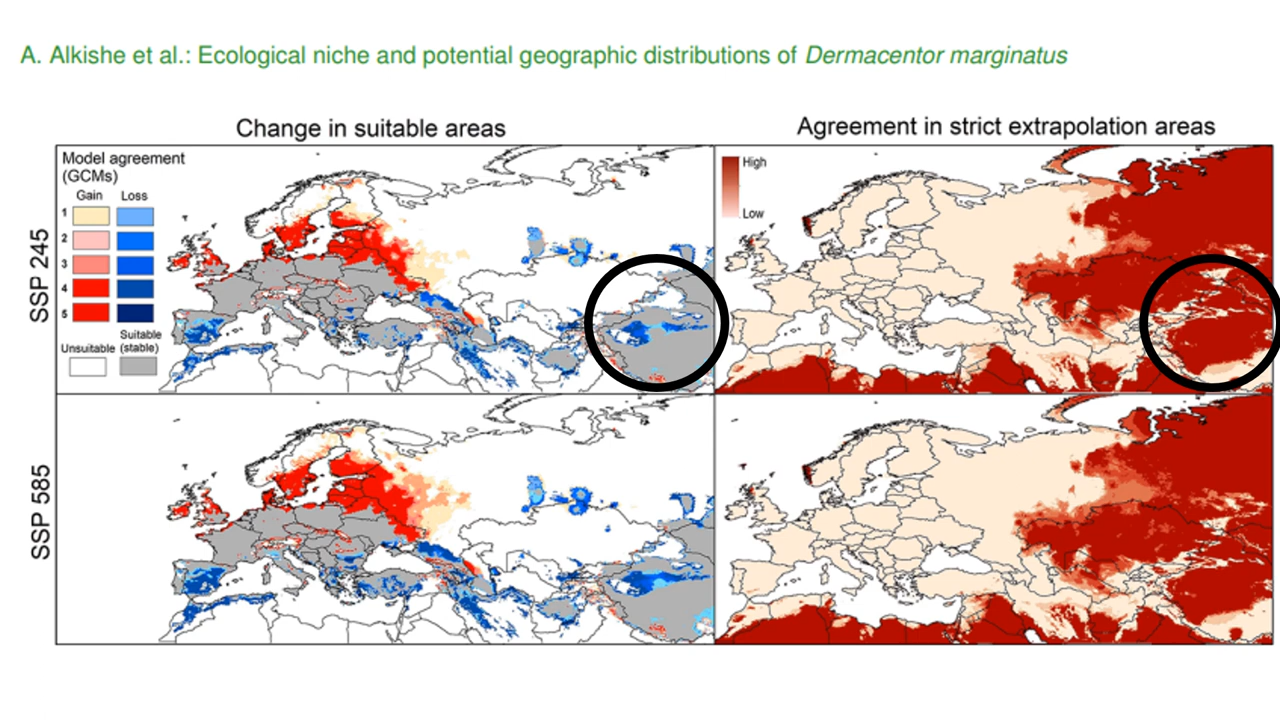 A. Alkishe et al.: Ecological niche and potential geographic distributions of Dermacentor marginatus
Change in suitable areas
Agreement in strict extrapolation areas
SSP 245
Model agreement
(GCMs)
Gain Loss
1
2
3
4
5
Unsuitable
Suitable
(stable)
High
Low
SSP 585